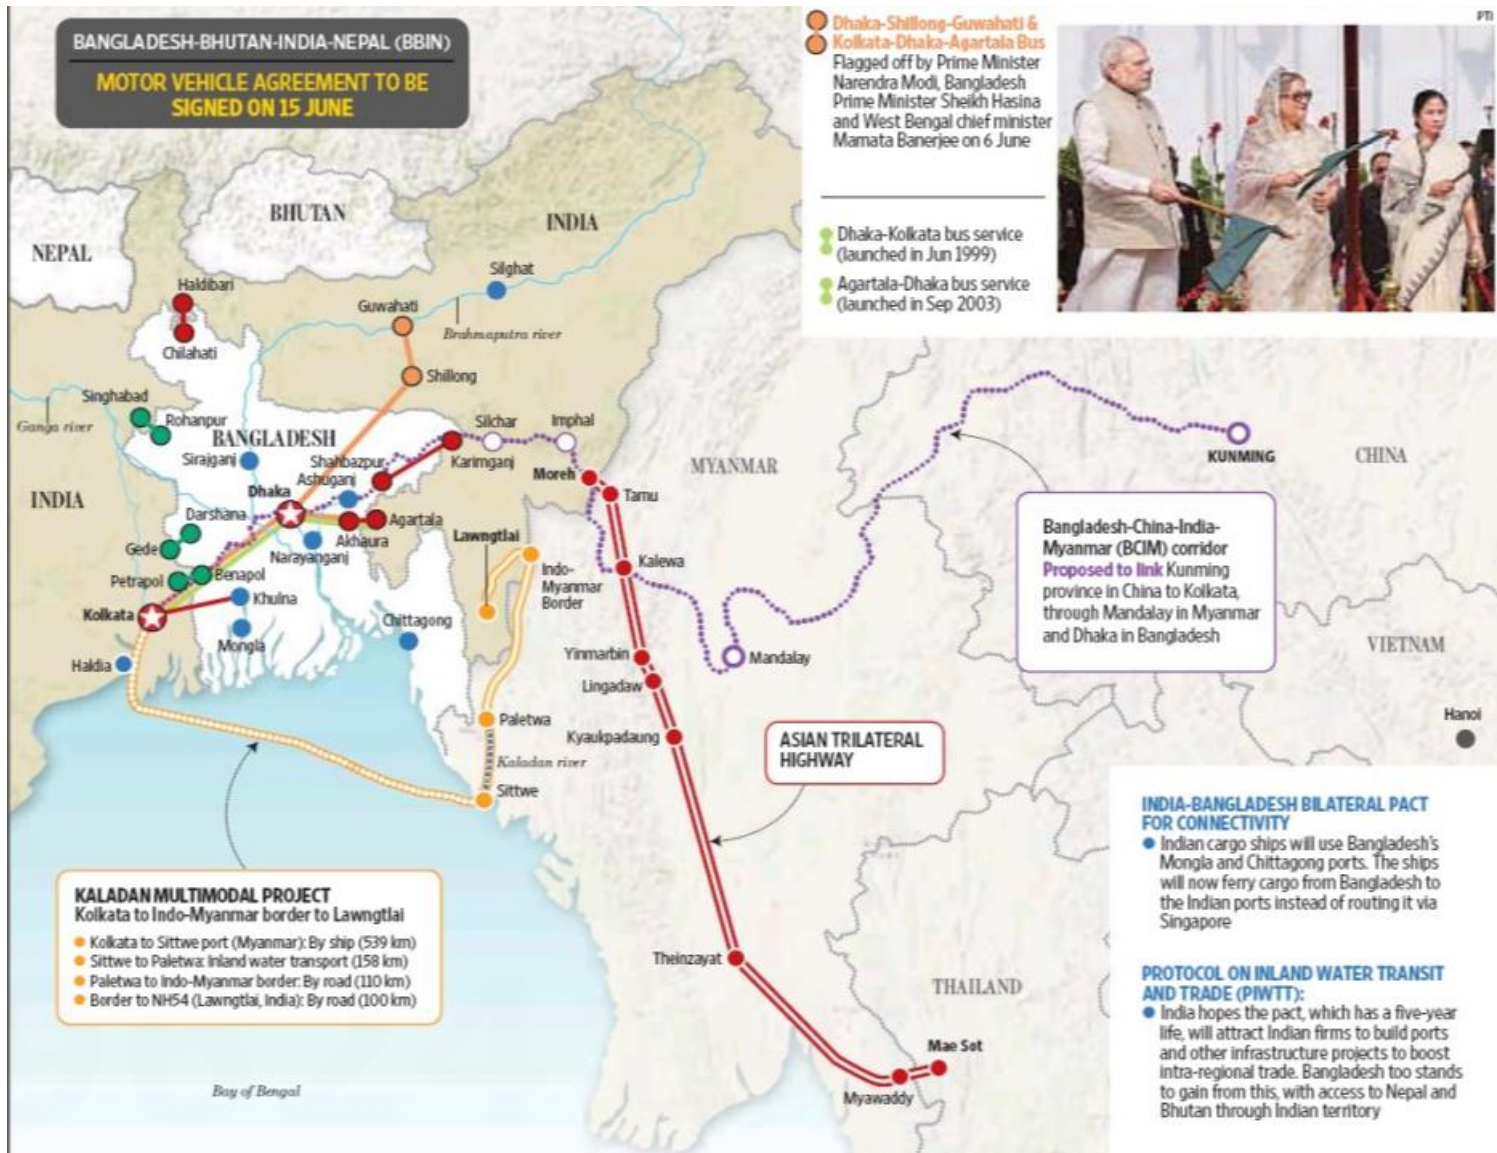 BANGLADESH-BHUTAN-INDIA-NEPAL (BBIN)
MOTOR VEHICLE AGREEMENT TO BE
SIGNED ON 15 JUNE
Dhaka-Shillong-Guwahati &
Kolkata-Dhaka-Agartala Bus
Flagged off by Prime Minister
Narendra Modi, Bangladesh
Prime Minister Sheikh Hasina
and West Bengal chief minister
Mamata Banerjee on 6 June
PTI
Dhaka-Kolkata bus service
(launched in Jun 1999)
Agartala-Dhaka bus service
(launched in Sep 2003)
NEPAL
BHUTAN
INDIA
Silghat
Haldibari
Guwahati
Brahmaputra river
Chilahati
Shillong
Singhabad
Rohanpur
Ganga river
BANGLADESH
Silchar
Imphal
Sirajganj
Shahbazpur
Karimganj
Ashuganj
Moreh
Tamu
MYANMAR
KUNMING
CHINA
INDIA
Dhaka
Darshana
Agartala
Akhaura
Narayanganj
Lawngtlai
Gede
Petrapol
Benapol
Indo-
Myanmar
Border
Kalewa
Khulna
Kolkata
Mongla
Chittagong
Haldia
Yinmarbin
Mandalay
Lingadaw
Paletwa
Kyaukpadaung
Kaladan river
Sittwe
Bangladesh-China-India-
Myanmar (BCIM) corridor
Proposed to link Kunming
province in China to Kolkata,
through Mandalay in Myanmar
and Dhaka in Bangladesh
VIETNAM
Hanoi
ASIAN TRILATERAL
HIGHWAY
KALADAN MULTIMODAL PROJECT
Kolkata to Indo-Myanmar border to Lawngtlai
Kolkata to Sittwe port (Myanmar): By ship (539 km)
Sittwe to Paletwa: Inland water transport (158 km)
Paletwa to Indo-Myanmar border: By road (110 km)
Border to NH54 (Lawngtlai, India): By road (100 km)
Bay of Bengal
Theinzayat
THAILAND
Mae Sot
Myawaddy
INDIA-BANGLADESH BILATERAL PACT
FOR CONNECTIVITY
Indian cargo ships will use Bangladesh's
Mongla and Chittagong ports. The ships
will now ferry cargo from Bangladesh to
the Indian ports instead of routing it via
Singapore
PROTOCOL ON INLAND WATER TRANSIT
AND TRADE (PIWTT):
India hopes the pact, which has a five-year
life, will attract Indian firms to build ports
and other infrastructure projects to boost
intra-regional trade. Bangladesh too stands
to gain from this, with access to Nepal and
Bhutan through Indian territory